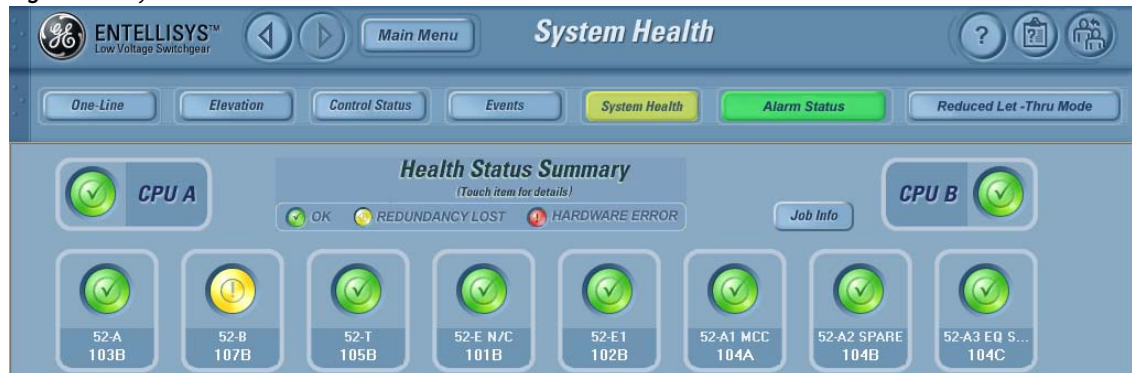 ENTELLISYS™
Low Voltage Switchgear
Main Menu
System Health
One-Line
Elevation
Control Status
Events
System Health
Alarm Status
Reduced Let -Thru Mode
CPU A
Health Status Summary
(Touch item for details)
OK
REDUNDANCY LOST
HARDWARE ERROR
Job Info
CPU B
52-A
103B
52-B
107B
52-T
105B
52-E N/C
101B
52-E1
102B
52-A1 MCC
104A
52-A2 SPARE
104B
52-A3 EQ S...
104C